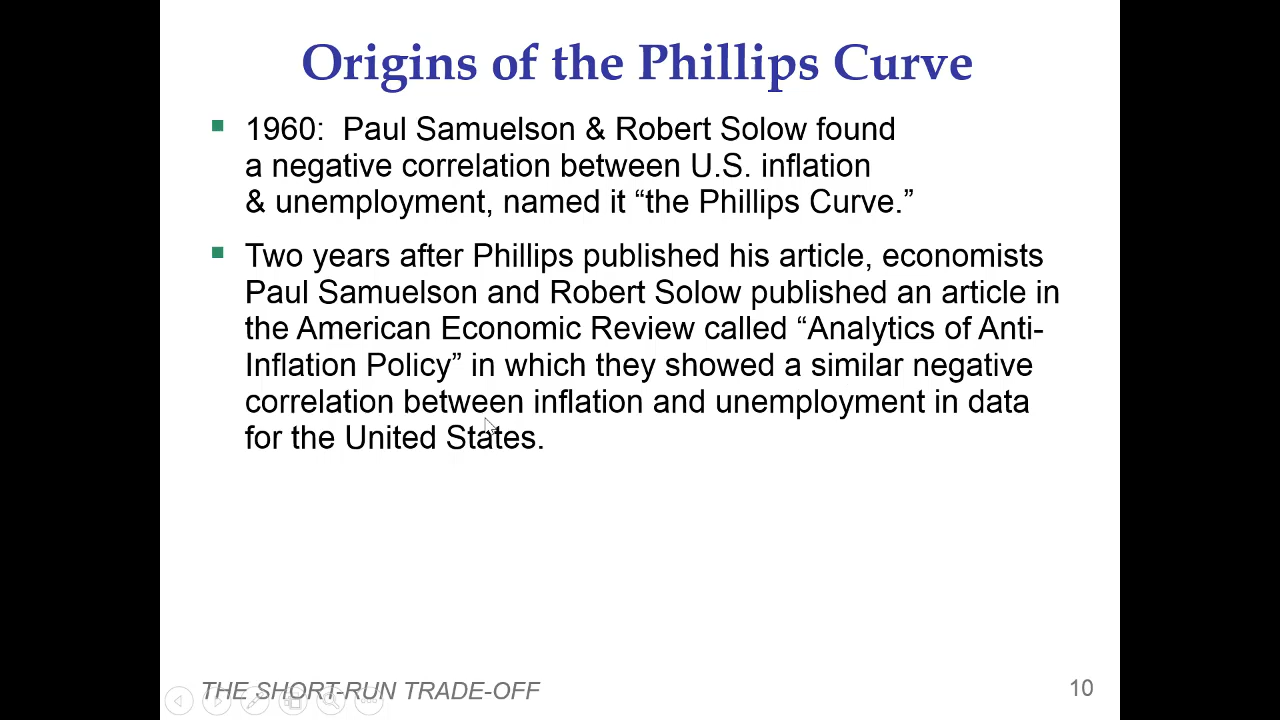 Origins of the Phillips Curve
1960:  Paul Samuelson & Robert Solow found
a negative correlation between U.S. inflation
& unemployment, named it “the Phillips Curve.”
Two years after Phillips published his article, economists
Paul Samuelson and Robert Solow published an article in
the American Economic Review called “Analytics of Anti-
Inflation Policy” in which they showed a similar negative
correlation between inflation and unemployment in data
for the United States.
THE SHORT-RUN TRADE-OFF
10